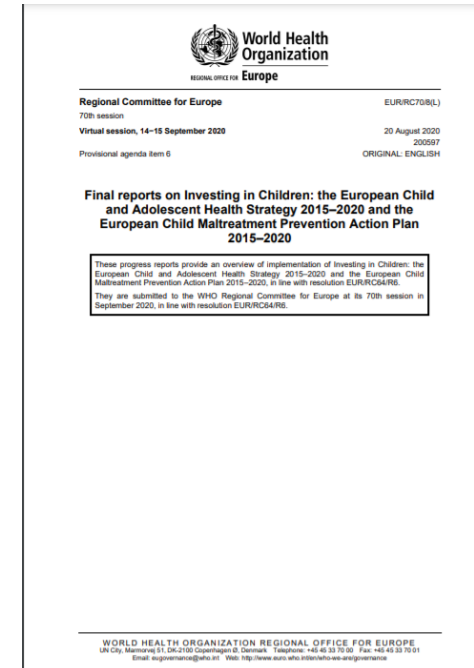 World Health
Organization
REGIONAL OFFICE FOR Europe
Regional Committee for Europe
EUR/RC70/8(L)
70th session
Virtual session, 14–15 September 2020
20 August 2020
200597
Provisional agenda item 6
ORIGINAL: ENGLISH
Final reports on Investing in Children: the European Child
and Adolescent Health Strategy 2015–2020 and the
European Child Maltreatment Prevention Action Plan
2015–2020
These progress reports provide an overview of implementation of Investing in Children: the
European Child and Adolescent Health Strategy 2015–2020 and the European Child
Maltreatment Prevention Action Plan 2015–2020, in line with resolution EUR/RC64/R6.
They are submitted to the WHO Regional Committee for Europe at its 70th session in
September 2020, in line with resolution EUR/RC64/R6.
WORLD HEALTH ORGANIZATION REGIONAL OFFICE FOR EUROPE
UN City, Marmorvej 51, DK-2100 Copenhagen Ø, Denmark Telephone: +45 45 33 70 00 Fax: +45 45 33 70 01
Email: eugovernance@who.int Web: http://www.euro.who.int/en/who-we-are/governance